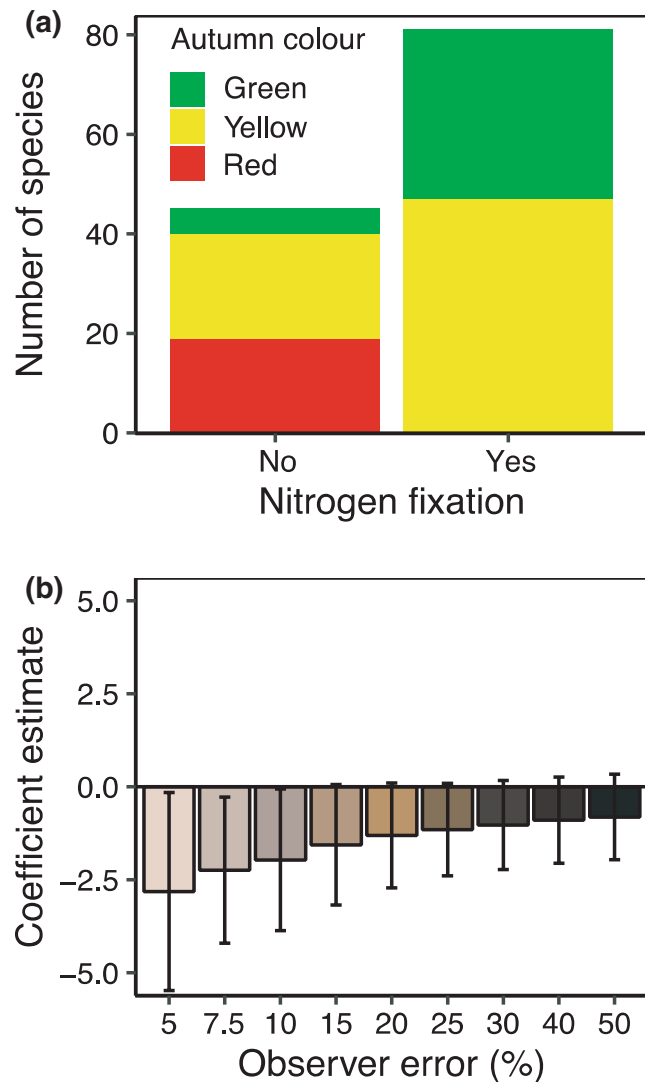 (a)
Autumn colour
Green
Yellow
Red
Number of species
80
60
40
20
0
No Yes
Nitrogen fixation
(b)
Coefficient estimate
5.0
2.5
0.0
−2.5
−5.0
5 7.5 10 15 20 25 30 40 50
Observer error (%)